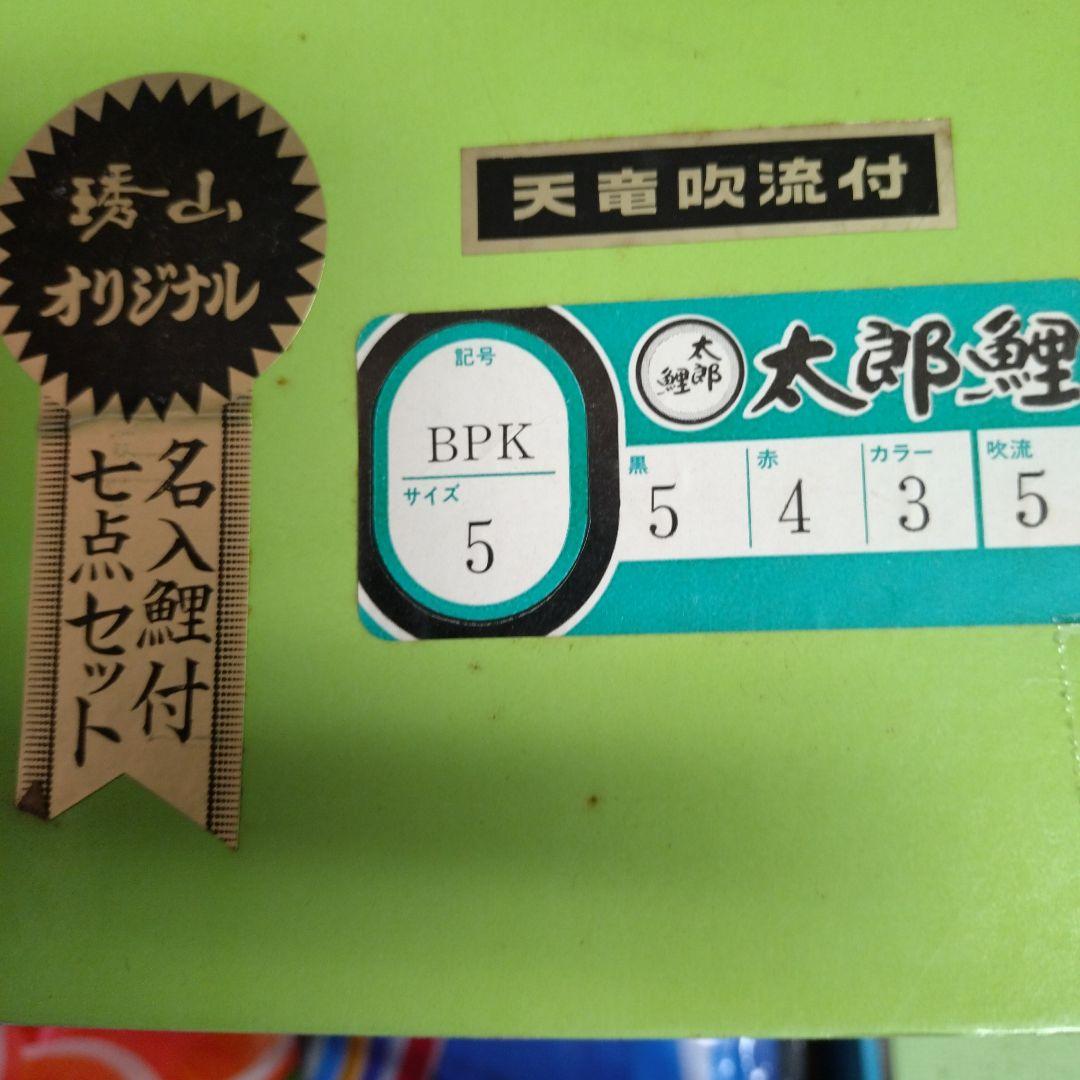 琇山
オリジナル
名入鯉付
七点セット
天竜吹流付
記号
BPK
サイズ
5
太郎
鯉
太郎鯉
黒 赤 カラー 吹流
5 4 3 5